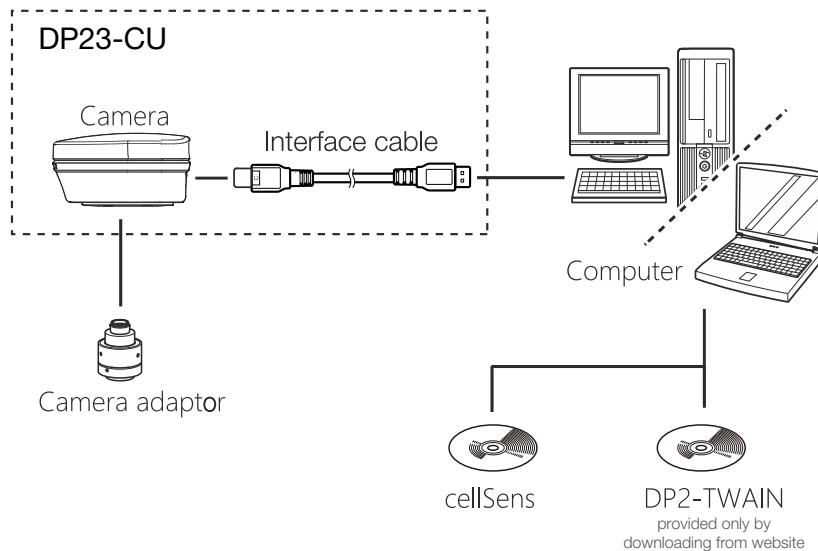 DP23-CU
Camera
Interface cable
Computer
Camera adaptor
cellSens
DP2-TWAIN
provided only by
downloading from website